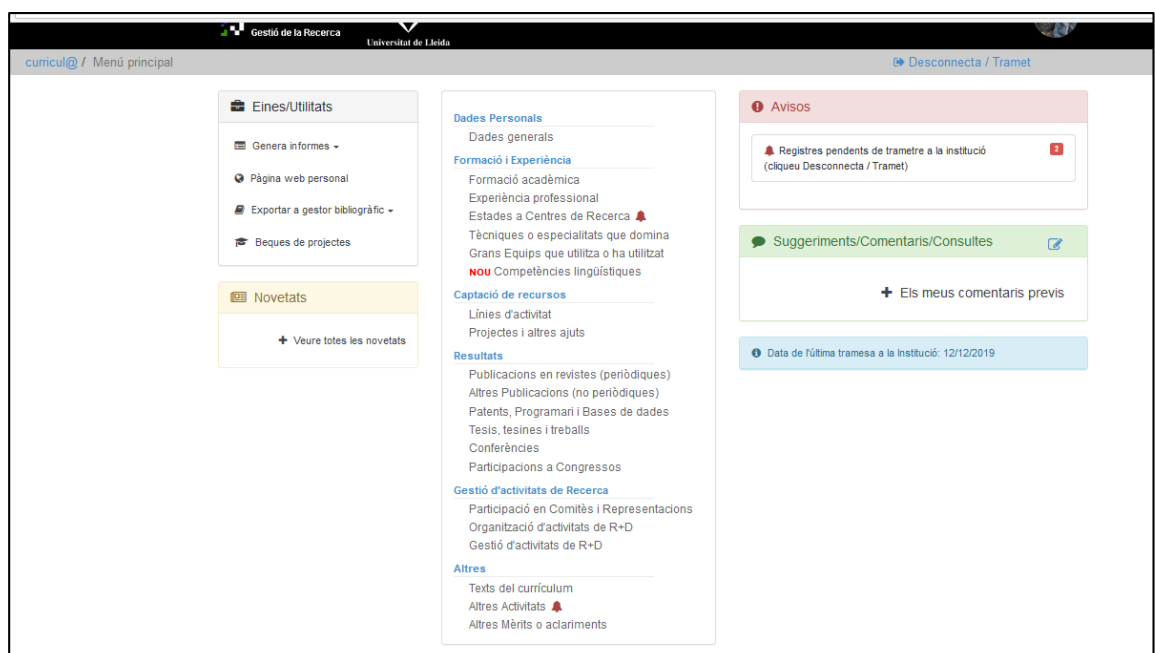 Gestió de la Recerca
Universitat de Lleida
curricul@ / Menú principal
Desconnecta / Tramet
Eines/Utilitats
Genera informes
Pàgina web personal
Exportar a gestor bibliogràfic
Beques de projectes
Novetats
Veure totes les novetats
Dades Personals
Dades generals
Formació i Experiència
Formació acadèmica
Experiència professional
Estades a Centres de Recerca
Tècniques o especialitats que domina
Grans Equips que utilitza o ha utilitzat
NOU Competències lingüístiques
Captació de recursos
Línies d'activitat
Projectes i altres ajuts
Resultats
Publicacions en revistes (periòdiques)
Altres Publicacions (no periòdiques)
Patents, Programari i Bases de dades
Tesis, tesines i treballs
Conferències
Participacions a Congressos
Gestió d'activitats de Recerca
Participació en Comitès i Representacions
Organització d'activitats de R+D
Gestió d'activitats de R+D
Altres
Texts del currículum
Altres Activitats
Altres Mèrits o aclariments
Avisos
Registres pendents de trametre a la institució 2
(cliqueu Desconnecta / Tramet)
Suggeriments/Comentaris/Consultes
Els meus comentaris previs
Data de l'última tramesa a la Institució: 12/12/2019